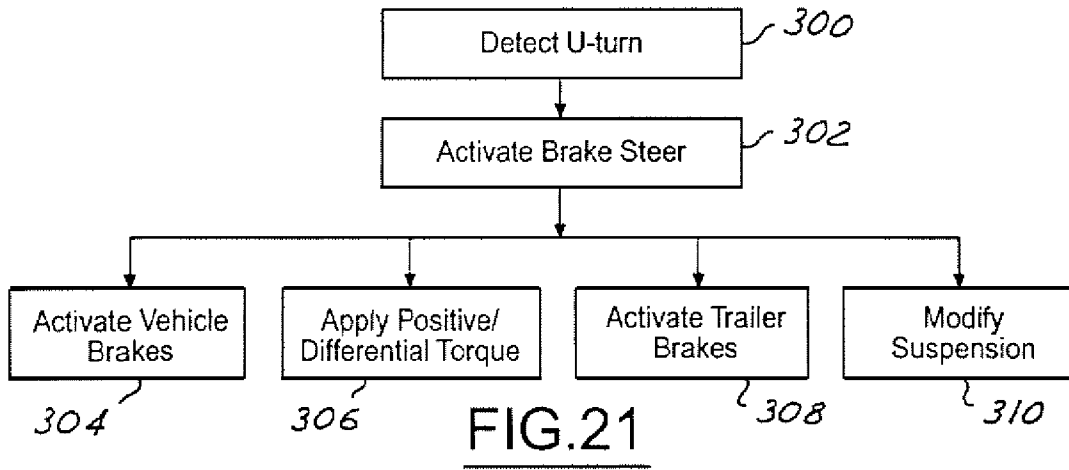 Detect U-turn
300
Activate Brake Steer
302
Activate Vehicle
Brakes
304
Apply Positive/
Differential Torque
306
Activate Trailer
Brakes
308
Modify
Suspension
310
FIG.21